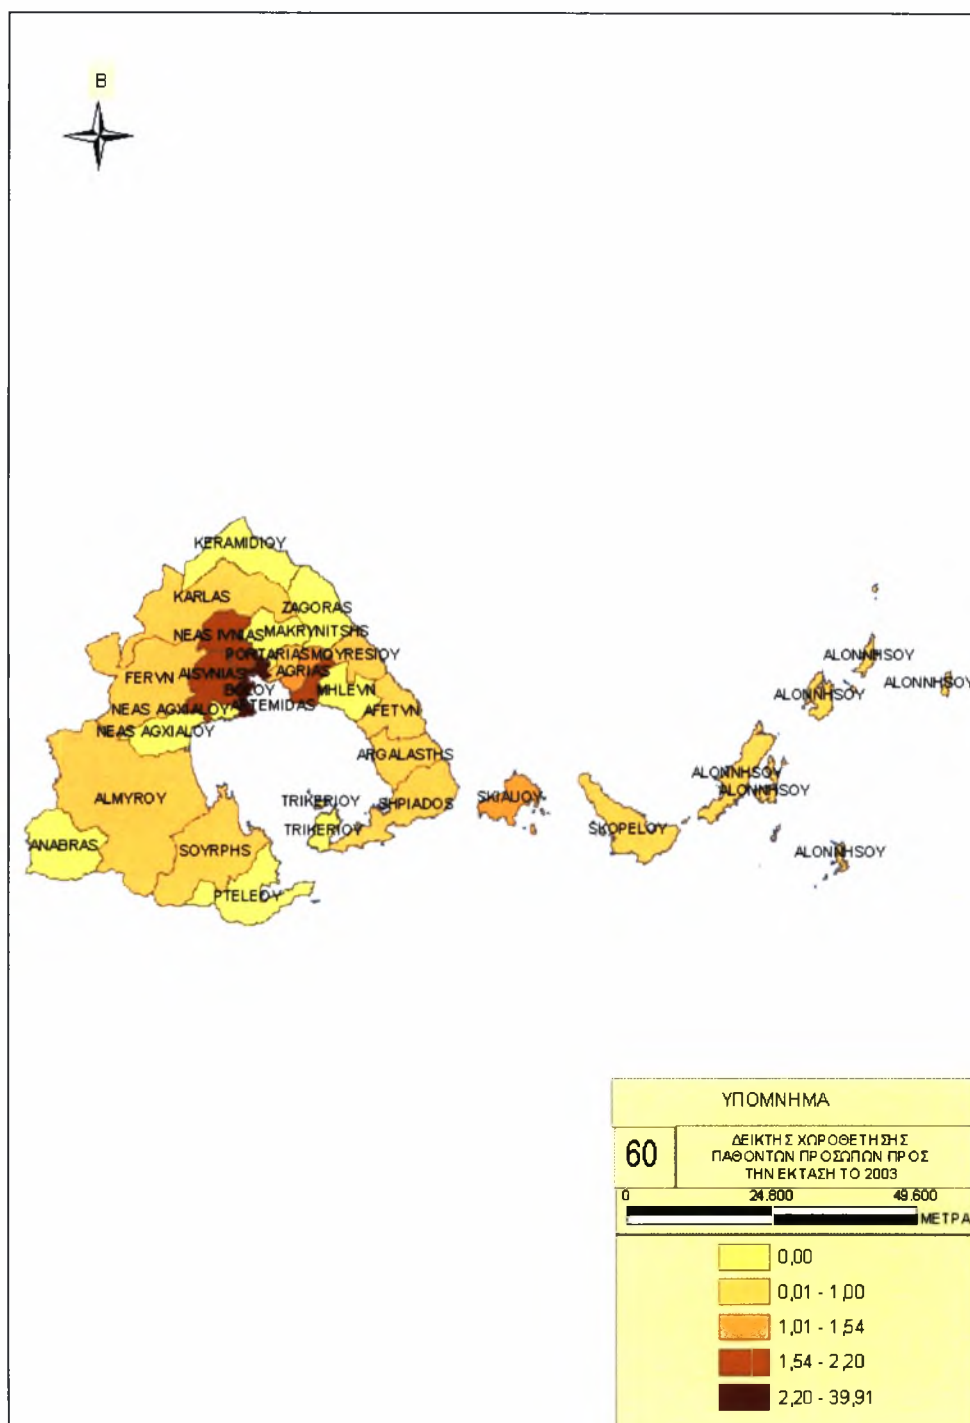 B
KERAMIDIOY
KARLAS
ZAGORAS
NEAS IVNIAS
MAKRYNITSHS
PORTARIAS
MOYRESIOY
FERVN
AISVNIAS
AGRIAS
BOLOY
MHLEVN
NEAS AGXIALOY
ARTEMIDAS
AFETVN
NEAS AGXIALOY
ARGALASTHS
ALMYROY
TRIKERIOY
SHPIADOS
SKIAUOY
TRIKERIOY
SKOPELOY
ANABRAS
SOYRPHS
PTELEOY
ALONNHSOY
ALONNHSOY
ALONNHSOY
ALONNHSOY
ALONNHSOY
ALONNHSOY
ΥΠΟΜΝΗΜΑ
60
ΔΕΙΚΤΗΣ ΧΩΡΟΘΕΤΗΣΗΣ
ΠΑΘΟΝΤΩΝ ΠΡΟΣΩΠΩΝ ΠΡΟΣ
ΤΗΝ ΕΚΤΑΣΗ ΤΟ 2003
0 24.800 49.600
ΜΕΤΡΑ
0,00
0,01 - 1,00
1,01 - 1,54
1,54 - 2,20
2,20 - 39,91